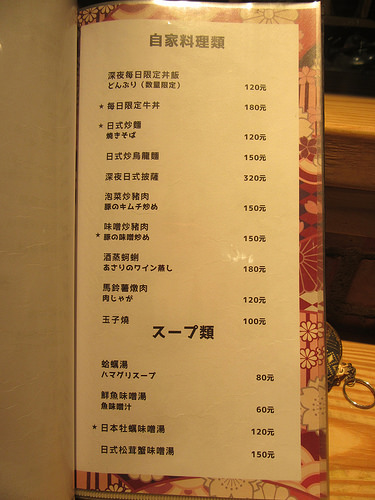 自家料理類
深夜每日限定丼飯
どんぶり（数量限定） 120元
★ 每日限定牛丼 180元
★ 日式炒麵
焼きそば 120元
日式炒烏龍麵 150元
深夜日式披薩 320元
泡菜炒豬肉
豚のキムチ炒め 150元
味噌炒豬肉
★ 豚の味噌炒め 150元
酒蒸蚵蜊
あさりのワイン蒸し 180元
馬鈴薯燉肉
肉じゃが 120元
玉子燒 100元
スープ類
蛤蠣湯
ハマグリスープ 80元
鮮魚味噌湯
魚味噌汁 60元
★ 日本牡蠣味噌湯 120元
日式松茸蟹味噌湯 150元